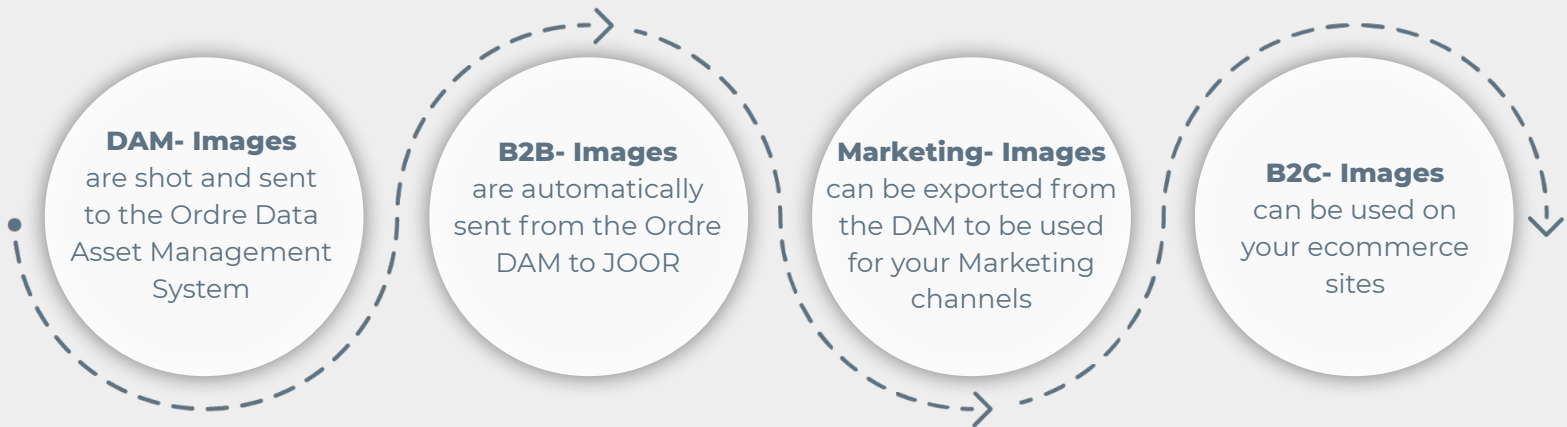 DAM- Images
are shot and sent
to the Ordre Data
Asset Management
System
B2B- Images
are automatically
sent from the Ordre
DAM to JOOR
Marketing- Images
can be exported from
the DAM to be used
for your Marketing
channels
B2C- Images
can be used on
your ecommerce
sites